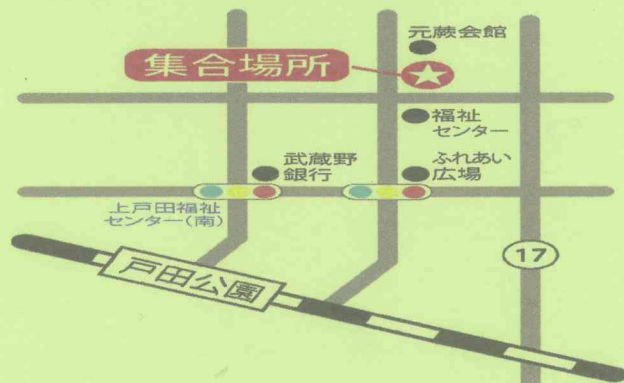 元蕨会館
集合場所
福祉
センター
武蔵野
銀行
ふれあい
広場
上戸田福祉
センター(南)
戸田公園
17